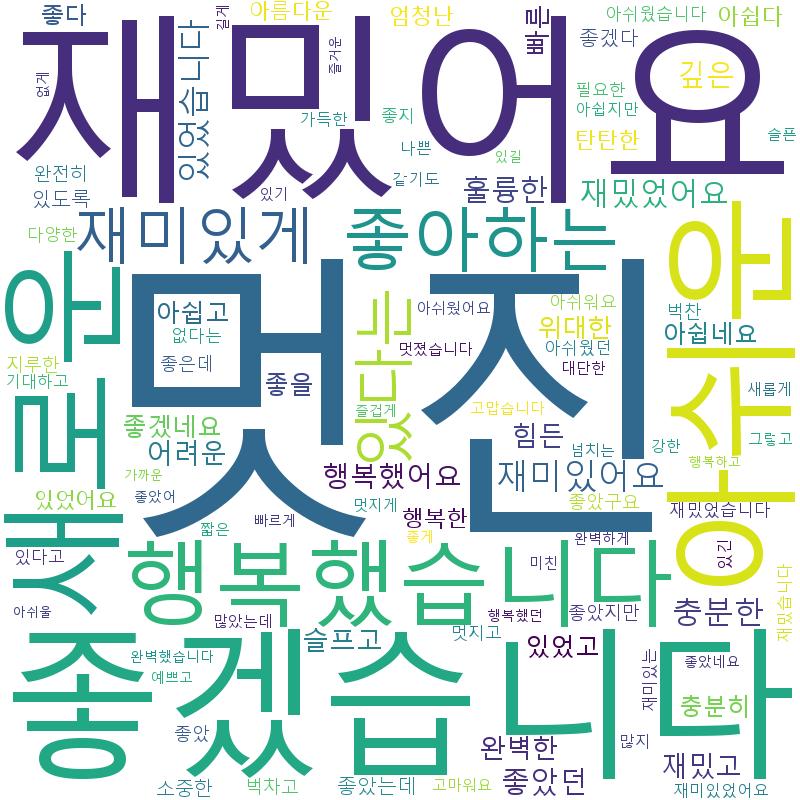 좋다
길게
아름다운
엄청난
빠른
아쉬웠습니다
아쉽다
좋겠다
재밌어요
있었습니다
즐거운
없게
깊은
필요한
아쉽지만
가득한
좋지
탄탄한
슬픈
나쁜
있길
완전히
같기도
있도록
있기
훌륭한
재밌었어요
다양한
재미있게
좋아하는
아쉬운
새로운
멋진
있다는
아쉽고
없다는
좋은데
아쉬웠어요
아쉬워요
벅찬
위대한
아쉽네요
멋졌습니다
아쉬웠던
대단한
지루한
기대하고
좋을
새롭게
즐겁게
고맙습니다
좋겠네요
힘든
넘치는
강한
그렇고
어려운
행복했어요
재미있어요
행복하고
가까운
있었어요
좋았어
멋지게
좋았구요
재밌었습니다
짧은
빠르게
행복한
좋게
완벽하게
있다고
있긴
미친
행복했습니다
재밌습니다
아쉬울
많았는데
행복했던
좋았지만
충분한
슬프고
멋지고
있었고
좋겠습니다
완벽했습니다
예쁘고
재미있는
좋았네요
충분히
좋았
완벽한
많지
재밌고
소중한
벅차고
좋았는데
고마워요
좋았던
재미있었어요